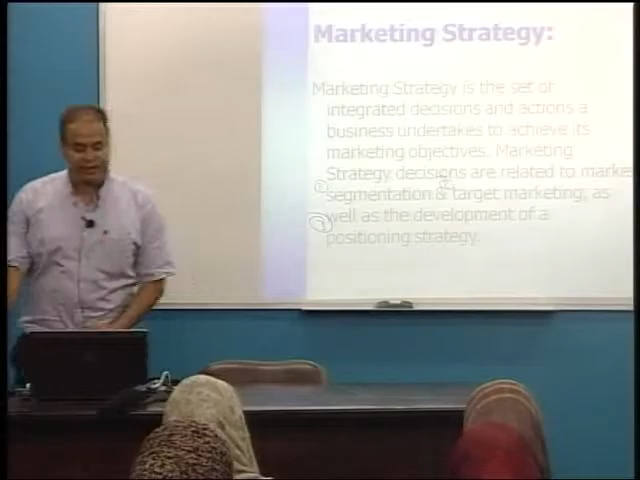 Marketing Strategy:
Marketing Strategy is the set of
integrated decisions and actions a
business undertakes to achieve its
marketing objectives. Marketing
Strategy decisions are related to market
segmentation & target marketing, as
well as the development of a
positioning strategy.